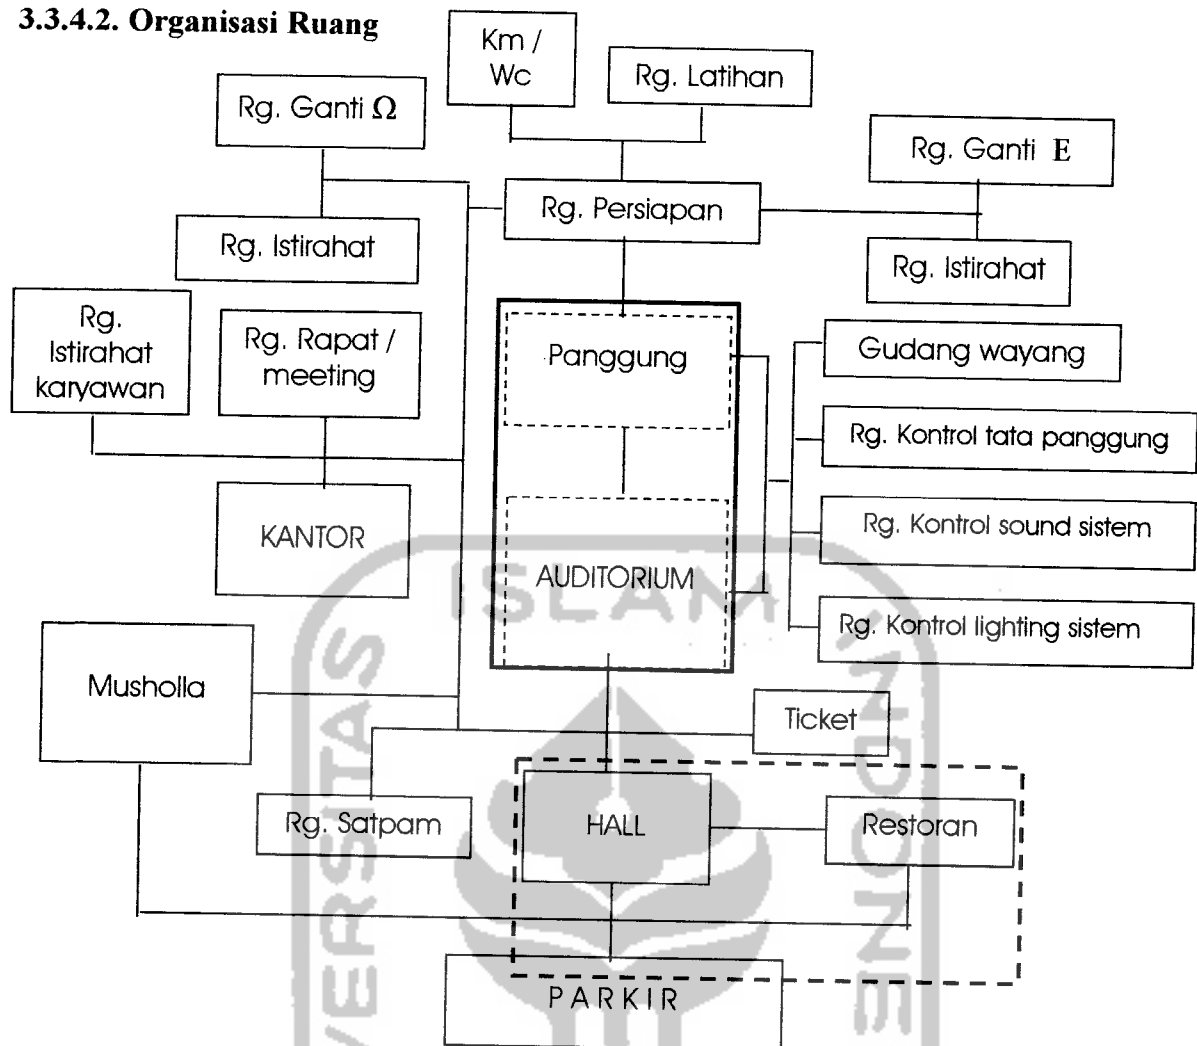 3.3.4.2. Organisasi Ruang
Km /
Wc
Rg. Latihan
Rg. Ganti Ω
Rg. Ganti E
Rg. Persiapan
Rg. Istirahat
Rg. Istirahat
Rg.
Istirahat
karyawan
Rg. Rapat /
meeting
Panggung
Gudang wayang
Rg. Kontrol tata panggung
KANTOR
Rg. Kontrol sound sistem
AUDITORIUM
Rg. Kontrol lighting sistem
Musholla
Ticket
Rg. Satpam
HALL
Restoran
PARKIR
ISLAM